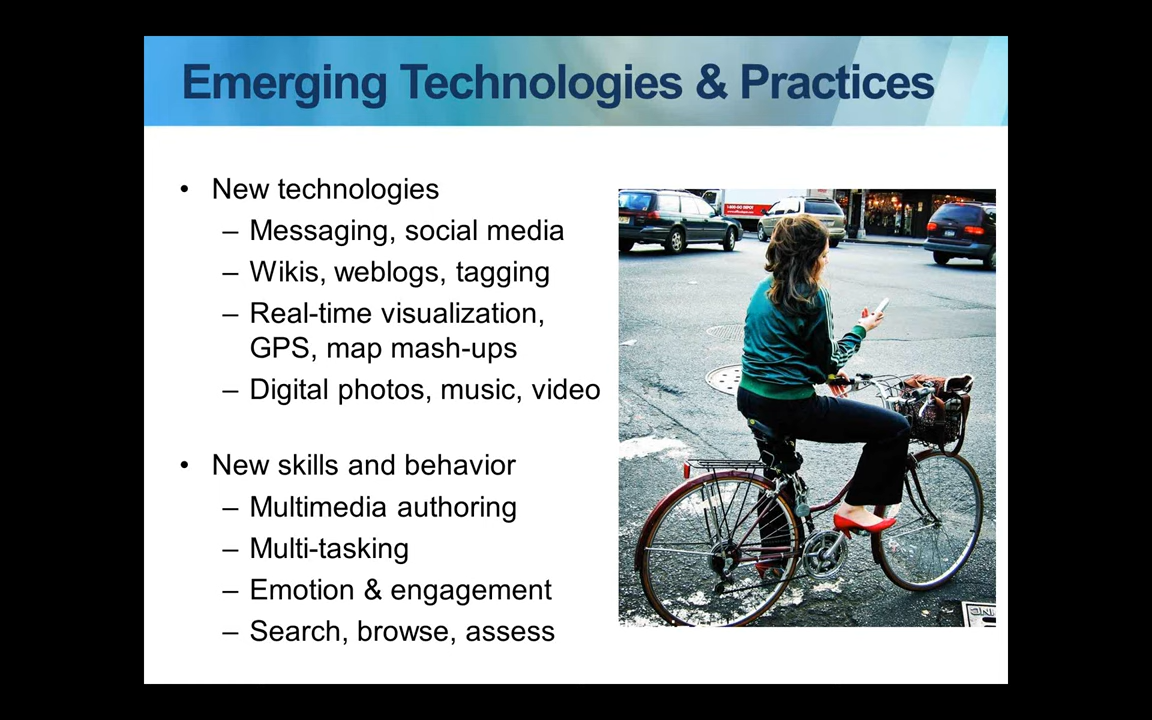 Emerging Technologies & Practices
• New technologies
– Messaging, social media
– Wikis, weblogs, tagging
– Real-time visualization,
GPS, map mash-ups
– Digital photos, music, video
• New skills and behavior
– Multimedia authoring
– Multi-tasking
– Emotion & engagement
– Search, browse, assess